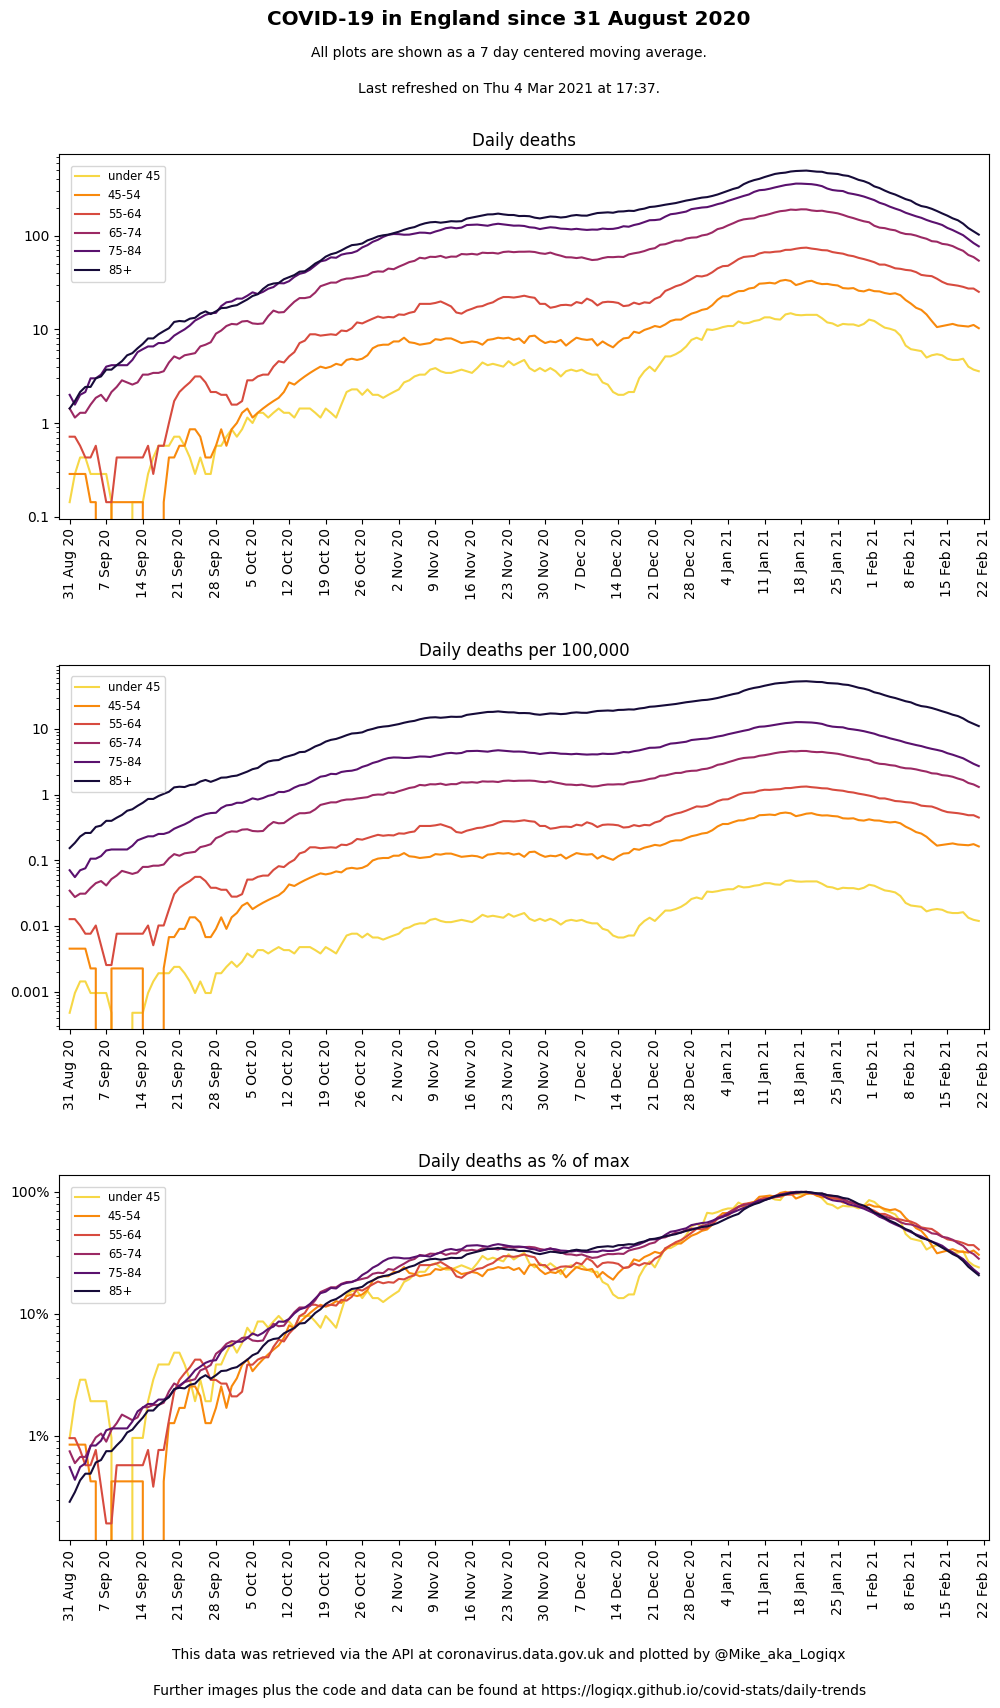 COVID-19 in England since 31 August 2020
All plots are shown as a 7 day centered moving average.
Last refreshed on Thu 4 Mar 2021 at 17:37.
Daily deaths
under 45
45-54
55-64
65-74
75-84
85+
100
10
1
0.1
31 Aug 20
7 Sep 20
14 Sep 20
21 Sep 20
28 Sep 20
5 Oct 20
12 Oct 20
19 Oct 20
26 Oct 20
2 Nov 20
9 Nov 20
16 Nov 20
23 Nov 20
30 Nov 20
7 Dec 20
14 Dec 20
21 Dec 20
28 Dec 20
4 Jan 21
11 Jan 21
18 Jan 21
25 Jan 21
1 Feb 21
8 Feb 21
15 Feb 21
22 Feb 21
Daily deaths per 100,000
under 45
45-54
55-64
65-74
75-84
85+
10
1
0.1
0.01
0.001
31 Aug 20
7 Sep 20
14 Sep 20
21 Sep 20
28 Sep 20
5 Oct 20
12 Oct 20
19 Oct 20
26 Oct 20
2 Nov 20
9 Nov 20
16 Nov 20
23 Nov 20
30 Nov 20
7 Dec 20
14 Dec 20
21 Dec 20
28 Dec 20
4 Jan 21
11 Jan 21
18 Jan 21
25 Jan 21
1 Feb 21
8 Feb 21
15 Feb 21
22 Feb 21
Daily deaths as % of max
under 45
45-54
55-64
65-74
75-84
85+
100%
10%
1%
31 Aug 20
7 Sep 20
14 Sep 20
21 Sep 20
28 Sep 20
5 Oct 20
12 Oct 20
19 Oct 20
26 Oct 20
2 Nov 20
9 Nov 20
16 Nov 20
23 Nov 20
30 Nov 20
7 Dec 20
14 Dec 20
21 Dec 20
28 Dec 20
4 Jan 21
11 Jan 21
18 Jan 21
25 Jan 21
1 Feb 21
8 Feb 21
15 Feb 21
22 Feb 21
This data was retrieved via the API at coronavirus.data.gov.uk and plotted by @Mike_aka_Logiqx
Further images plus the code and data can be found at https://logiqx.github.io/covid-stats/daily-trends